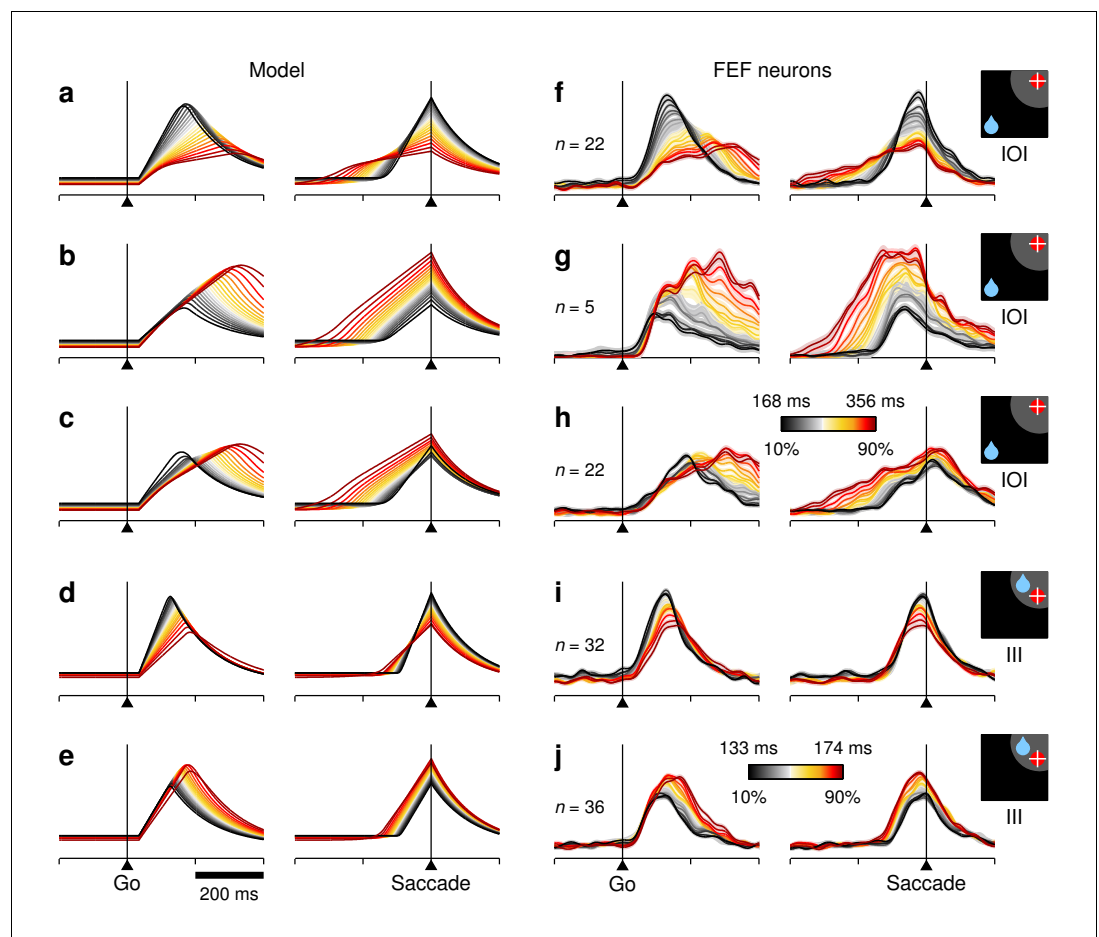 Model
FEF neurons
a
f
n = 22
IOI
b
g
n = 5
IOI
c
h
168 ms 356 ms
10% 90%
n = 22
IOI
d
i
n = 32
III
e
j
133 ms 174 ms
10% 90%
n = 36
III
Go Saccade Go Saccade
200 ms